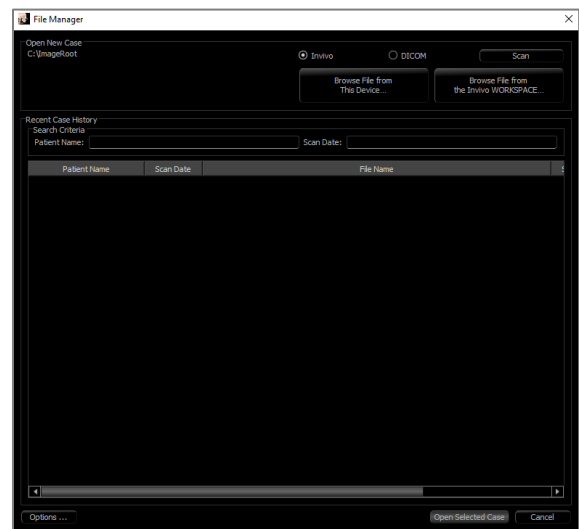 File Manager
Open New Case
C:\ImageRoot
Invivo
DICOM
Scan
Browse File from
This Device...
Browse File from
the Invivo WORKSPACE...
Recent Case History
Search Criteria
Patient Name:
Scan Date:
Patient Name
Scan Date
File Name
Options ...
Open Selected Case
Cancel